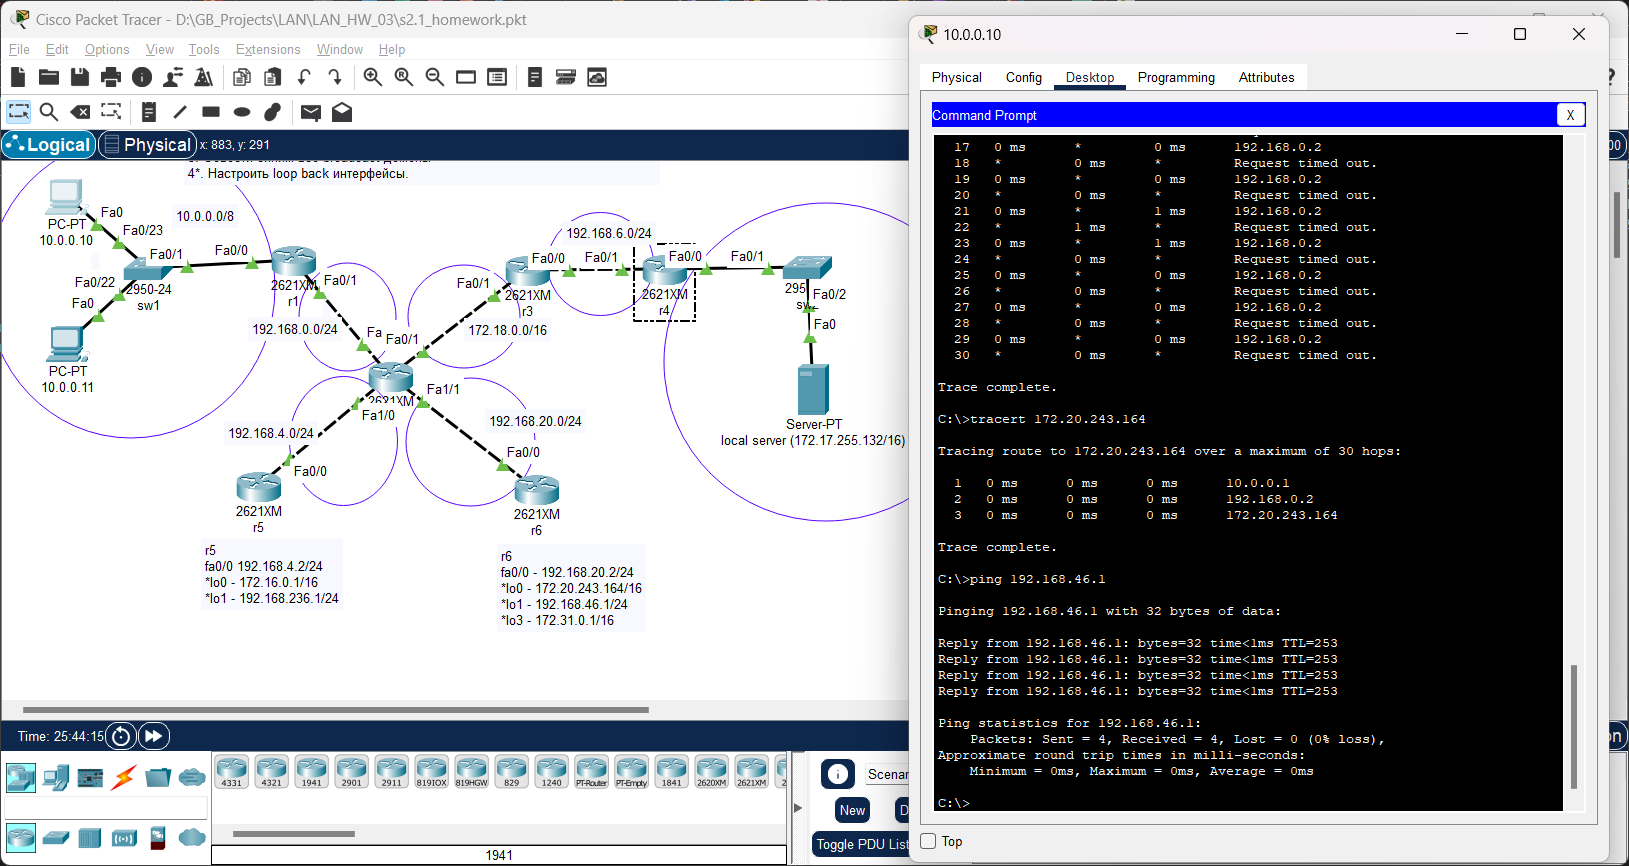 Cisco Packet Tracer - D:\GB_Projects\LAN\LAN_HW_03\s2.1_homework.pkt
File Edit Options View Tools Extensions Window Help
Logical Physical x: 883, y: 291
4*. Настроить loop back интерфейсы.
Fa0
PC-PT
10.0.0.10
Fa0/23
10.0.0.0/8
Fa0/1
Fa0/0
Fa0/22
2950-24
sw1
Fa0
PC-PT
10.0.0.11
2621XM
r1
Fa0/1
192.168.0.0/24
Fa
Fa0/1
2621XM
Fa1/0
Fa1/1
172.18.0.0/16
Fa0/1
2621XM
r3
Fa0/0
192.168.6.0/24
Fa0/1
Fa0/0
2621XM
r4
Fa0/1
295
Fa0/2
Fa0
Server-PT
local server (172.17.255.132/16)
192.168.4.0/24
Fa0/0
2621XM
r5
192.168.20.0/24
Fa0/0
2621XM
r6
r5
fa0/0 192.168.4.2/24
*lo0 - 172.16.0.1/16
*lo1 - 192.168.236.1/24
r6
fa0/0 - 192.168.20.2/24
*lo0 - 172.20.243.164/16
*lo1 - 192.168.46.1/24
*lo3 - 172.31.0.1/16
Time: 25:44:15
4331 4321 1941 2901 2911 819IOX 819HGW 829 1240 PT-Router PT-Empty 1841 2620XM 2621XM
1941
Scenar
New
Toggle PDU List
10.0.0.10
Physical Config Desktop Programming Attributes
Command Prompt X
17 0 ms * 0 ms 192.168.0.2
18 * 0 ms * Request timed out.
19 0 ms * 0 ms 192.168.0.2
20 * 0 ms * Request timed out.
21 0 ms * 1 ms 192.168.0.2
22 * 1 ms * Request timed out.
23 0 ms * 1 ms 192.168.0.2
24 * 0 ms * Request timed out.
25 0 ms * 0 ms 192.168.0.2
26 * 0 ms * Request timed out.
27 0 ms * 0 ms 192.168.0.2
28 * 0 ms * Request timed out.
29 0 ms * 0 ms 192.168.0.2
30 * 0 ms * Request timed out.
Trace complete.
C:\>tracert 172.20.243.164
Tracing route to 172.20.243.164 over a maximum of 30 hops:
1 0 ms 0 ms 0 ms 10.0.0.1
2 0 ms 0 ms 0 ms 192.168.0.2
3 0 ms 0 ms 0 ms 172.20.243.164
Trace complete.
C:\>ping 192.168.46.1
Pinging 192.168.46.1 with 32 bytes of data:
Reply from 192.168.46.1: bytes=32 time<1ms TTL=253
Reply from 192.168.46.1: bytes=32 time<1ms TTL=253
Reply from 192.168.46.1: bytes=32 time<1ms TTL=253
Reply from 192.168.46.1: bytes=32 time<1ms TTL=253
Ping statistics for 192.168.46.1:
Packets: Sent = 4, Received = 4, Lost = 0 (0% loss),
Approximate round trip times in milli-seconds:
Minimum = 0ms, Maximum = 0ms, Average = 0ms
C:\>
Top